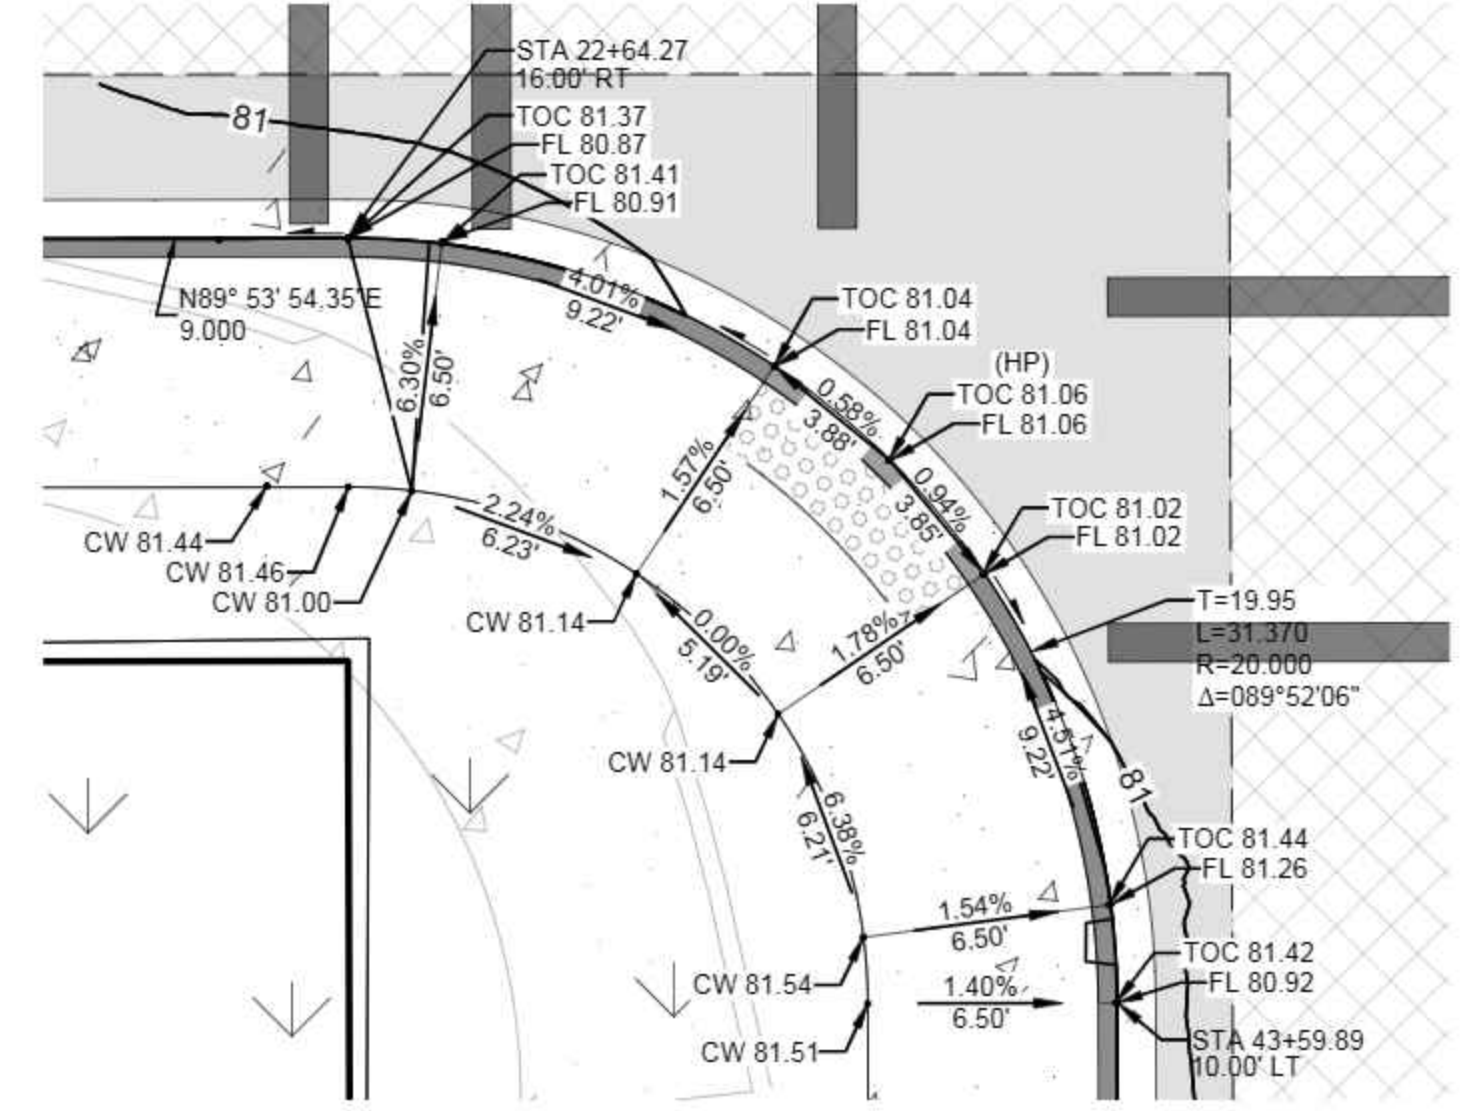 STA 22+64.27
16.00' RT
TOC 81.37
FL 80.87
TOC 81.41
FL 80.91
81
N89° 53' 54.35"E
9.000
4.01%
9.22'
6.30%
6.50'
TOC 81.04
FL 81.04
(HP)
TOC 81.06
FL 81.06
0.58%
3.88'
0.94%
3.85'
1.57%
6.50'
TOC 81.02
FL 81.02
CW 81.44
CW 81.46
CW 81.00
2.24%
6.23'
CW 81.14
0.00%
5.19'
1.78%
6.50'
T=19.95
L=31.370
R=20.000
Δ=089°52'06"
CW 81.14
4.51%
9.22'
81
6.38%
6.21'
TOC 81.44
FL 81.26
1.54%
6.50'
CW 81.54
TOC 81.42
FL 80.92
1.40%
6.50'
CW 81.51
STA 43+59.89
10.00' LT